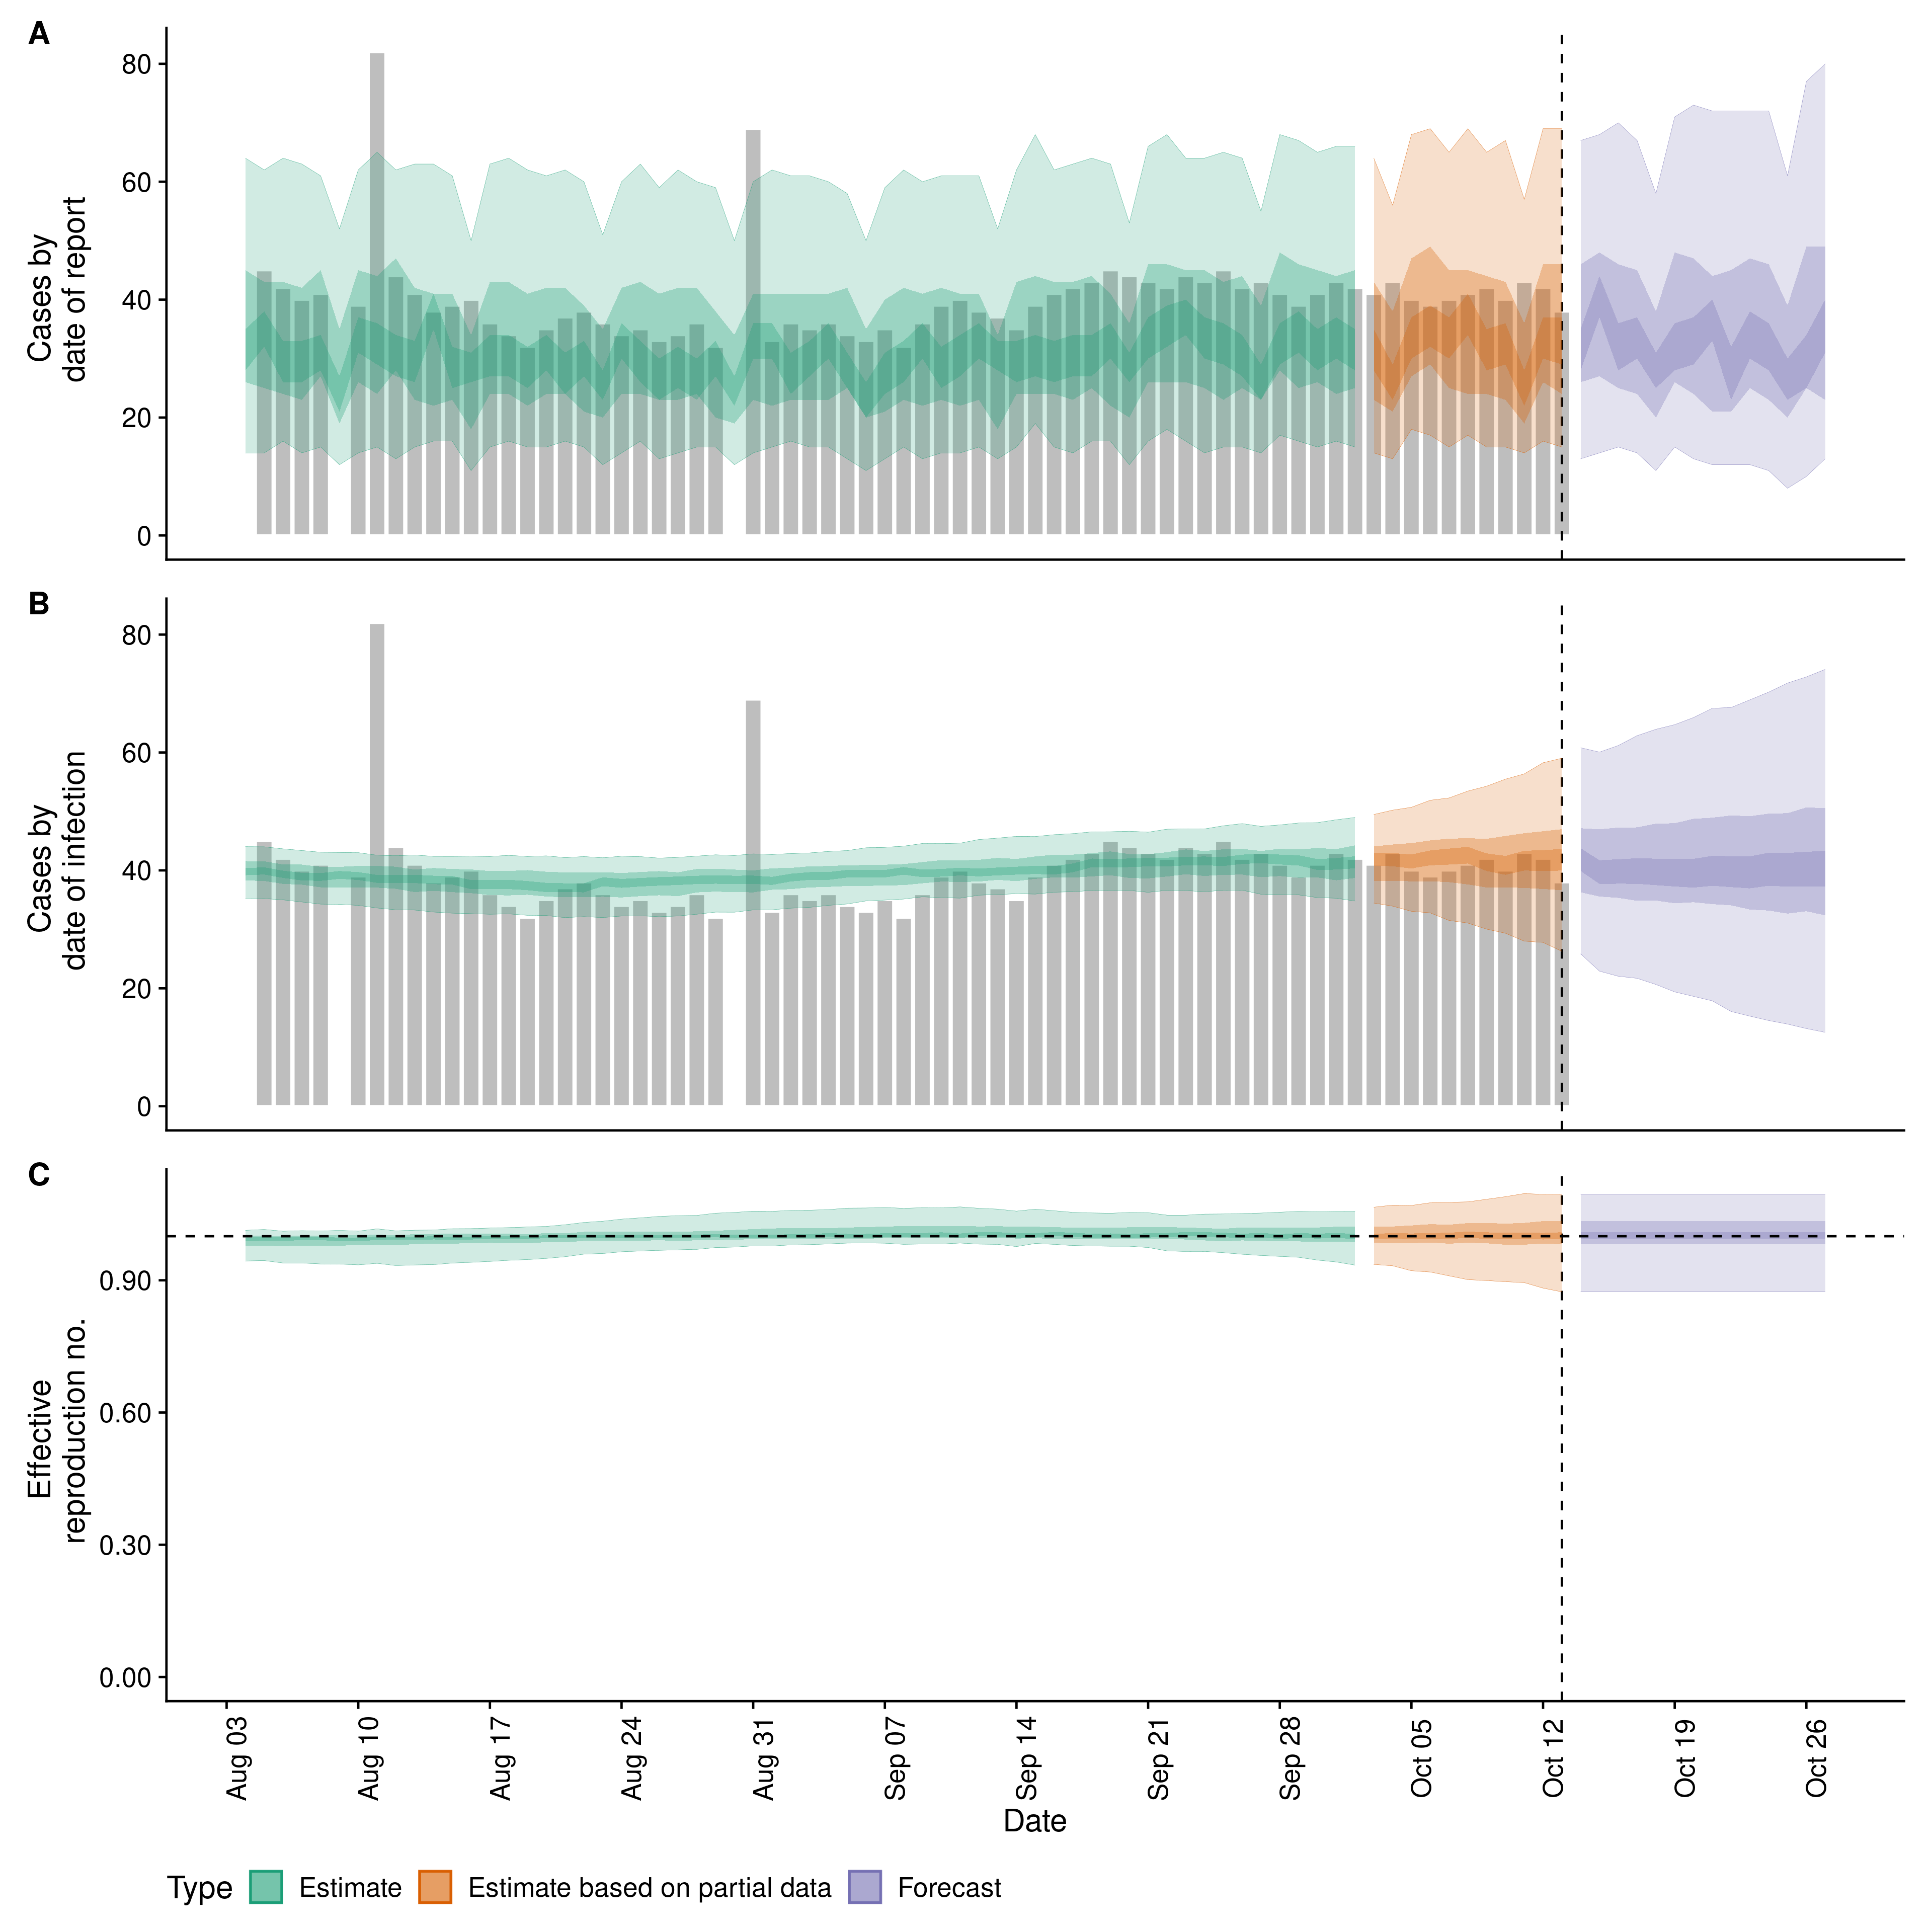 A
80
60
40
20
0
Cases by
date of report
B
80
60
40
20
0
Cases by
date of infection
C
0.90
0.60
0.30
0.00
Effective
reproduction no.
Aug 03
Aug 10
Aug 17
Aug 24
Aug 31
Sep 07
Sep 14
Sep 21
Sep 28
Oct 05
Oct 12
Oct 19
Oct 26
Date
Type Estimate Estimate based on partial data Forecast